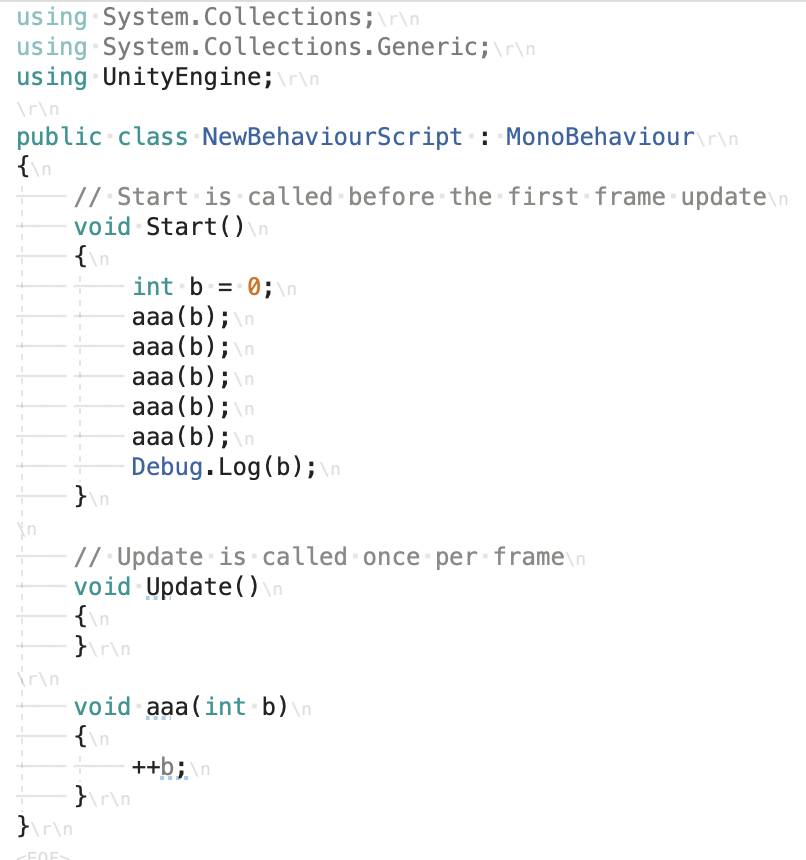 using System.Collections;\r\n
using System.Collections.Generic;\r\n
using UnityEngine;\r\n
\r\n
public class NewBehaviourScript : MonoBehaviour\r\n
{\n
// Start is called before the first frame update\n
void Start()\n
{\n
int b = 0;\n
aaa(b);\n
aaa(b);\n
aaa(b);\n
aaa(b);\n
aaa(b);\n
Debug.Log(b);\n
}\n
\n
// Update is called once per frame\n
void Update()\n
{\n
}\r\n
\r\n
void aaa(int b)\n
{\n
++b;\n
}\r\n
}\r\n
<EOF>